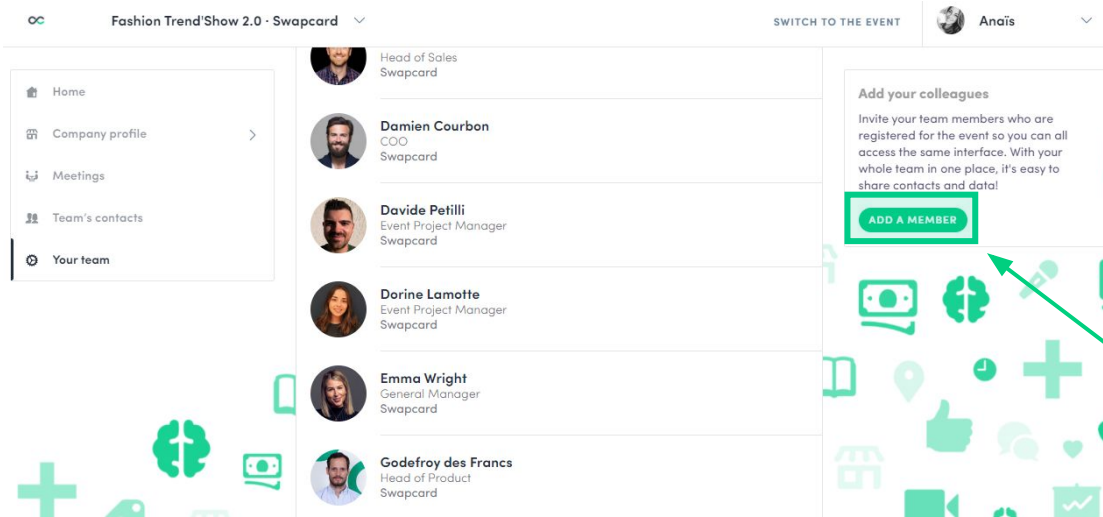 Fashion Trend'Show 2.0 · Swapcard
SWITCH TO THE EVENT
Anaïs
Home
Company profile
Meetings
Team's contacts
Your team
Head of Sales
Swapcard
Damien Courbon
COO
Swapcard
Davide Petilli
Event Project Manager
Swapcard
Dorine Lamotte
Event Project Manager
Swapcard
Emma Wright
General Manager
Swapcard
Godefroy des Francs
Head of Product
Swapcard
Add your colleagues
Invite your team members who are
registered for the event so you can all
access the same interface. With your
whole team in one place, it's easy to
share contacts and data!
ADD A MEMBER